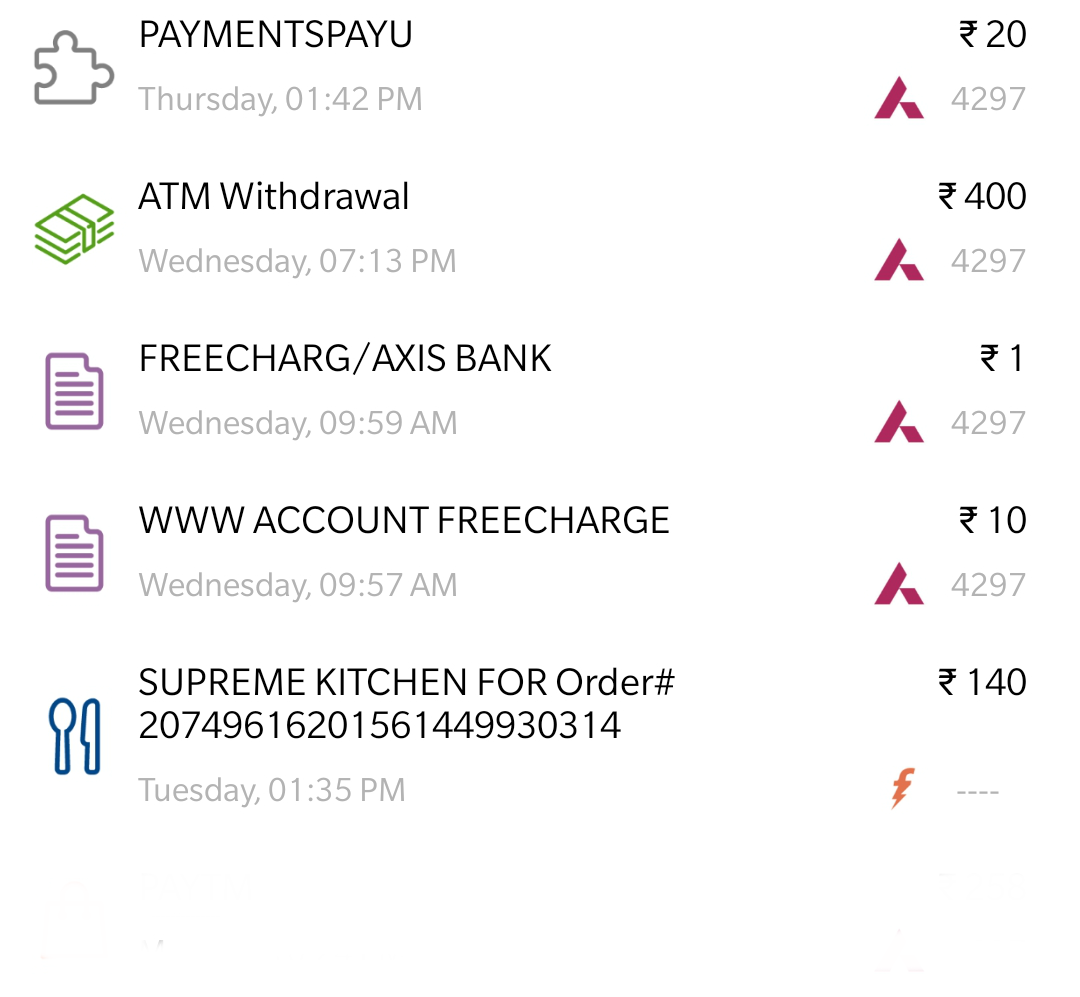 PAYMENTSPAYU ₹ 20
Thursday, 01:42 PM 4297
ATM Withdrawal ₹ 400
Wednesday, 07:13 PM 4297
FREECHARG/AXIS BANK ₹ 1
Wednesday, 09:59 AM 4297
WWW ACCOUNT FREECHARGE ₹ 10
Wednesday, 09:57 AM 4297
SUPREME KITCHEN FOR Order# ₹ 140
20749616201561449930314
Tuesday, 01:35 PM ----